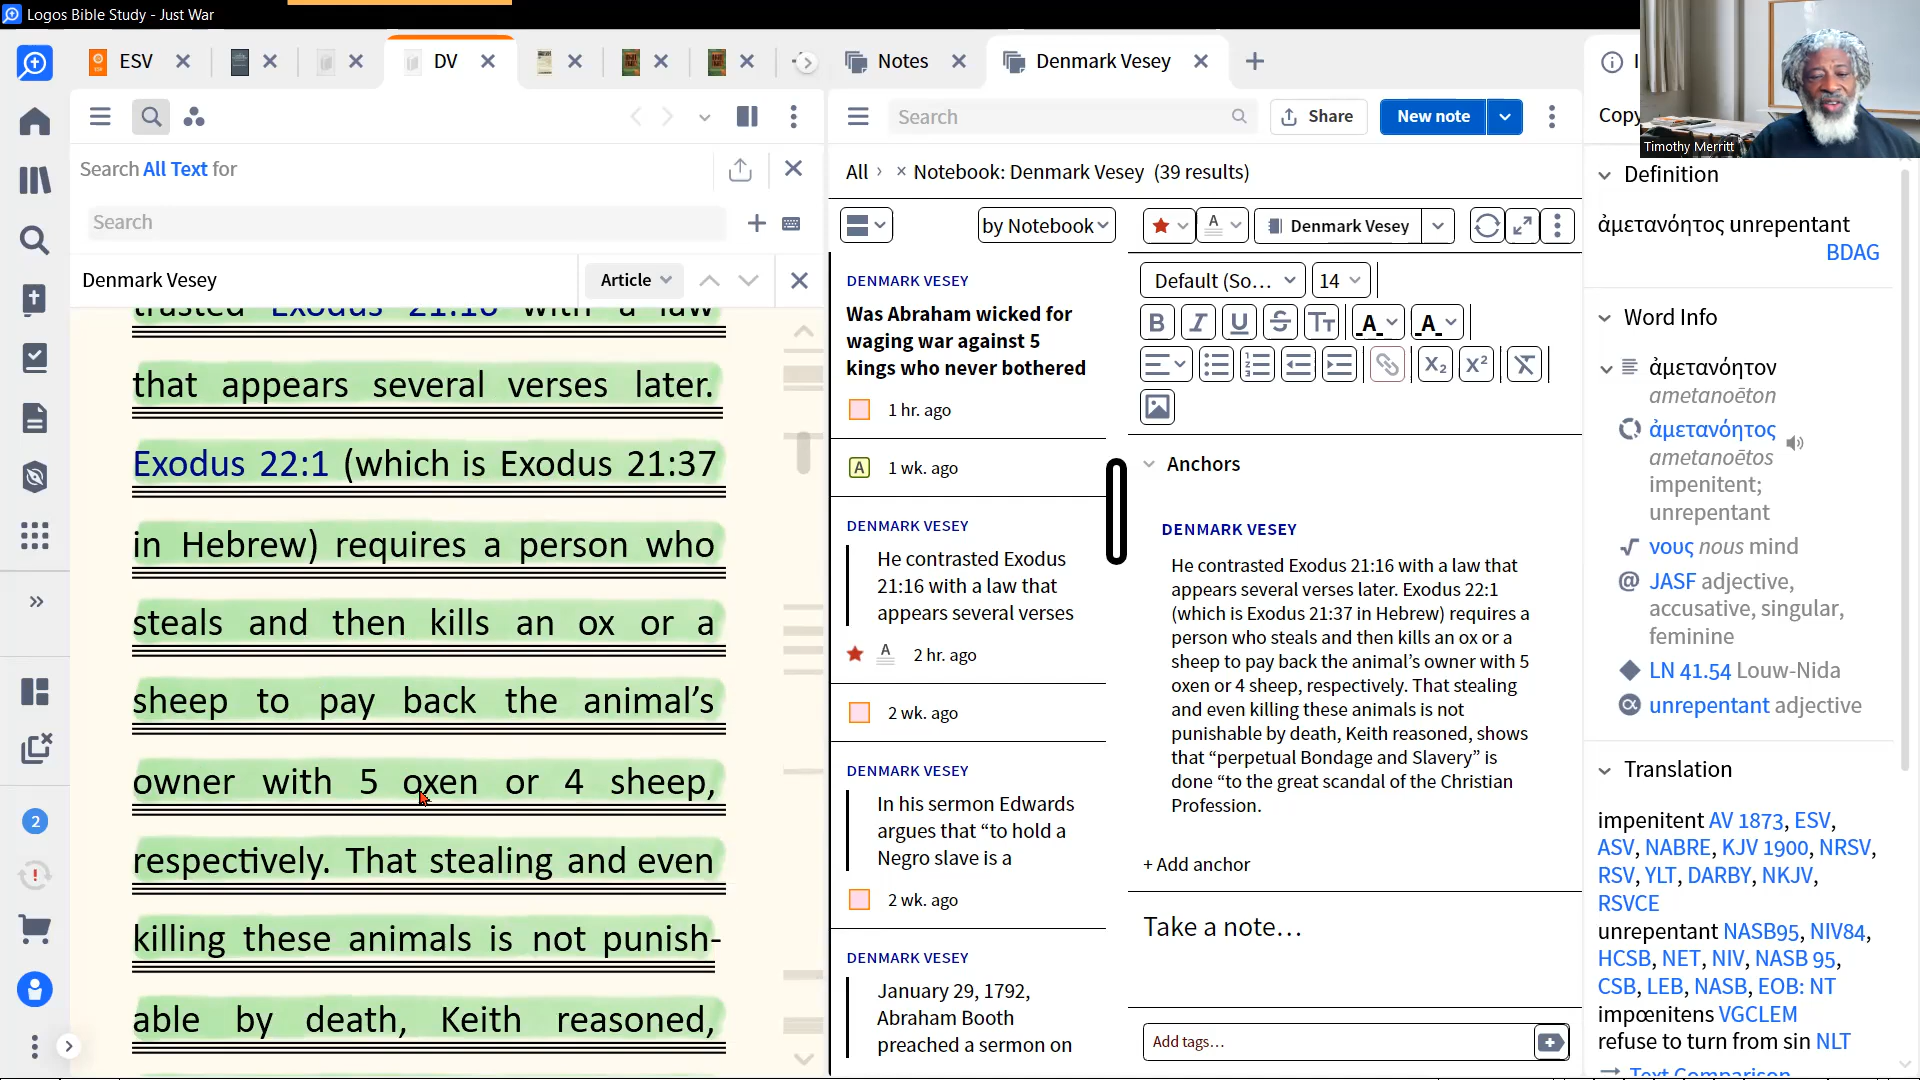 Logos Bible Study - Just War
ESV
DV
Notes
Denmark Vesey
Timothy Merritt
Search All Text for
Search
Denmark Vesey
Article
trusted Exodus 21:16 with a law
that appears several verses later.
Exodus 22:1 (which is Exodus 21:37
in Hebrew) requires a person who
steals and then kills an ox or a
sheep to pay back the animal’s
owner with 5 oxen or 4 sheep,
respectively. That stealing and even
killing these animals is not punish-
able by death, Keith reasoned,
2
Search
Share
New note
All › × Notebook: Denmark Vesey (39 results)
by Notebook
DENMARK VESEY
Was Abraham wicked for
waging war against 5
kings who never bothered
1 hr. ago
A 1 wk. ago
DENMARK VESEY
He contrasted Exodus
21:16 with a law that
appears several verses
A 2 hr. ago
2 wk. ago
DENMARK VESEY
In his sermon Edwards
argues that “to hold a
Negro slave is a
2 wk. ago
DENMARK VESEY
January 29, 1792,
Abraham Booth
preached a sermon on
A
Denmark Vesey
Default (So...
14
B I U S TT A A
X₂ X²
Anchors
DENMARK VESEY
He contrasted Exodus 21:16 with a law that
appears several verses later. Exodus 22:1
(which is Exodus 21:37 in Hebrew) requires a
person who steals and then kills an ox or a
sheep to pay back the animal’s owner with 5
oxen or 4 sheep, respectively. That stealing
and even killing these animals is not
punishable by death, Keith reasoned, shows
that “perpetual Bondage and Slavery” is
done “to the great scandal of the Christian
Profession.
+ Add anchor
Take a note…
Add tags…
Copy
Definition
ἀμετανόητος unrepentant
BDAG
Word Info
ἀμετανόητον
ametanoēton
ἀμετανόητος
ametanoētos
impenitent;
unrepentant
νους nous mind
@ JASF adjective,
accusative, singular,
feminine
LN 41.54 Louw-Nida
unrepentant adjective
Translation
impenitent AV 1873, ESV,
ASV, NABRE, KJV 1900, NRSV,
RSV, YLT, DARBY, NKJV,
RSVCE
unrepentant NASB95, NIV84,
HCSB, NET, NIV, NASB 95,
CSB, LEB, NASB, EOB: NT
impœnitens VGCLEM
refuse to turn from sin NLT
Text Comparison